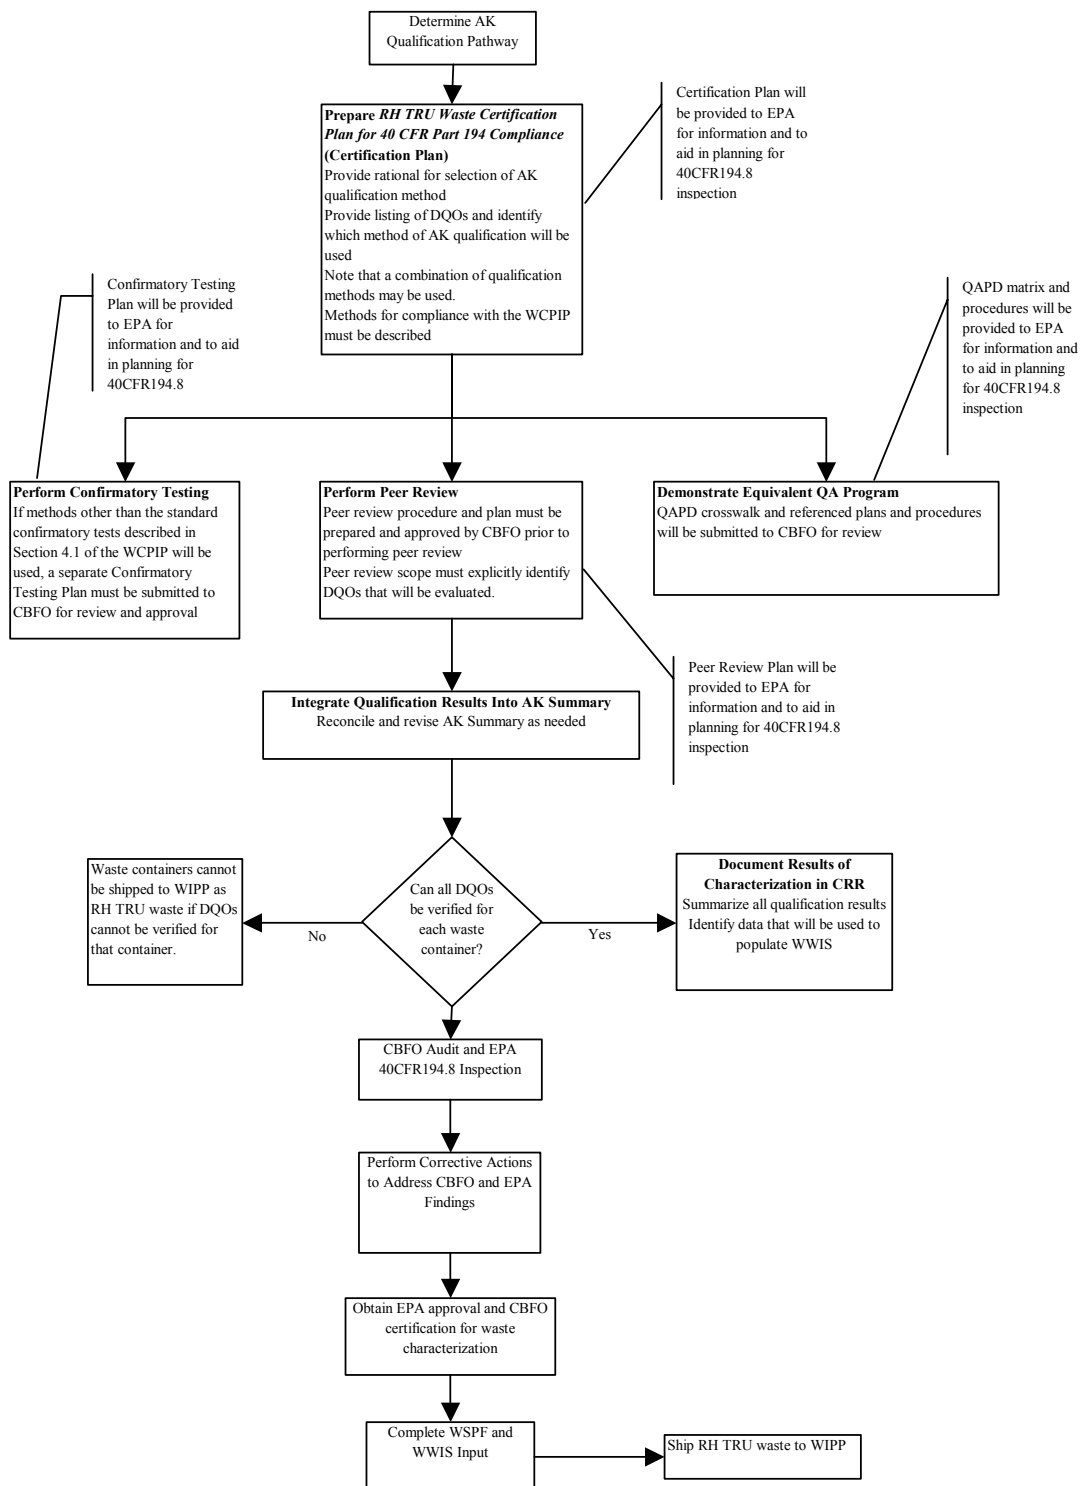 Determine AK
Qualification Pathway
Prepare RH TRU Waste Certification
Plan for 40 CFR Part 194 Compliance
(Certification Plan)
Provide rational for selection of AK
qualification method
Provide listing of DQOs and identify
which method of AK qualification will be
used
Note that a combination of qualification
methods may be used.
Methods for compliance with the WCPIP
must be described
Certification Plan will
be provided to EPA
for information and to
aid in planning for
40CFR194.8
inspection
Confirmatory Testing
Plan will be provided
to EPA for
information and to aid
in planning for
40CFR194.8
QAPD matrix and
procedures will be
provided to EPA
for information and
to aid in planning
for 40CFR194.8
inspection
Perform Confirmatory Testing
If methods other than the standard
confirmatory tests described in
Section 4.1 of the WCPIP will be
used, a separate Confirmatory
Testing Plan must be submitted to
CBFO for review and approval
Perform Peer Review
Peer review procedure and plan must be
prepared and approved by CBFO prior to
performing peer review
Peer review scope must explicitly identify
DQOs that will be evaluated.
Demonstrate Equivalent QA Program
QAPD crosswalk and referenced plans and procedures
will be submitted to CBFO for review
Peer Review Plan will be
provided to EPA for
information and to aid in
planning for 40CFR194.8
inspection
Integrate Qualification Results Into AK Summary
Reconcile and revise AK Summary as needed
Can all DQOs
be verified for
each waste
container?
No
Yes
Waste containers cannot
be shipped to WIPP as
RH TRU waste if DQOs
cannot be verified for
that container.
Document Results of
Characterization in CRR
Summarize all qualification results
Identify data that will be used to
populate WWIS
CBFO Audit and EPA
40CFR194.8 Inspection
Perform Corrective Actions
to Address CBFO and EPA
Findings
Obtain EPA approval and CBFO
certification for waste
characterization
Complete WSPF and
WWIS Input
Ship RH TRU waste to WIPP